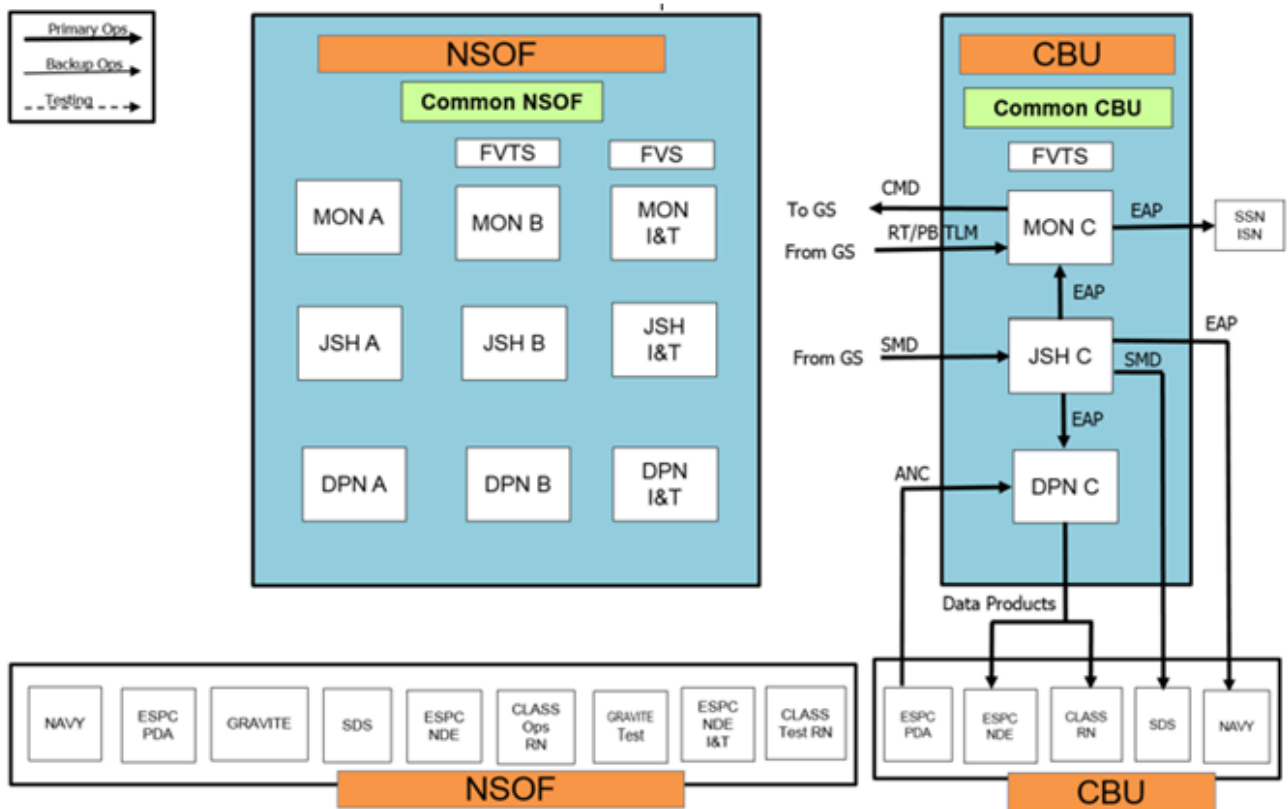 Primary Ops
Backup Ops
Testing
NSOF
Common NSOF
FVTS
FVS
MON A
MON B
MON
I&T
JSH A
JSH B
JSH
I&T
DPN A
DPN B
DPN
I&T
CBU
Common CBU
FVTS
CMD
To GS
MON C
EAP
SSN
ISN
RT/PB TLM
From GS
EAP
EAP
From GS
SMD
JSH C
SMD
EAP
ANC
DPN C
Data Products
NAVY
ESPC
PDA
GRAVITE
SDS
ESPC
NDE
CLASS
Ops
RN
GRAVITE
Test
ESPC
NDE
I&T
CLASS
Test RN
NSOF
ESPC
PDA
ESPC
NDE
CLASS
RN
SDS
NAVY
CBU